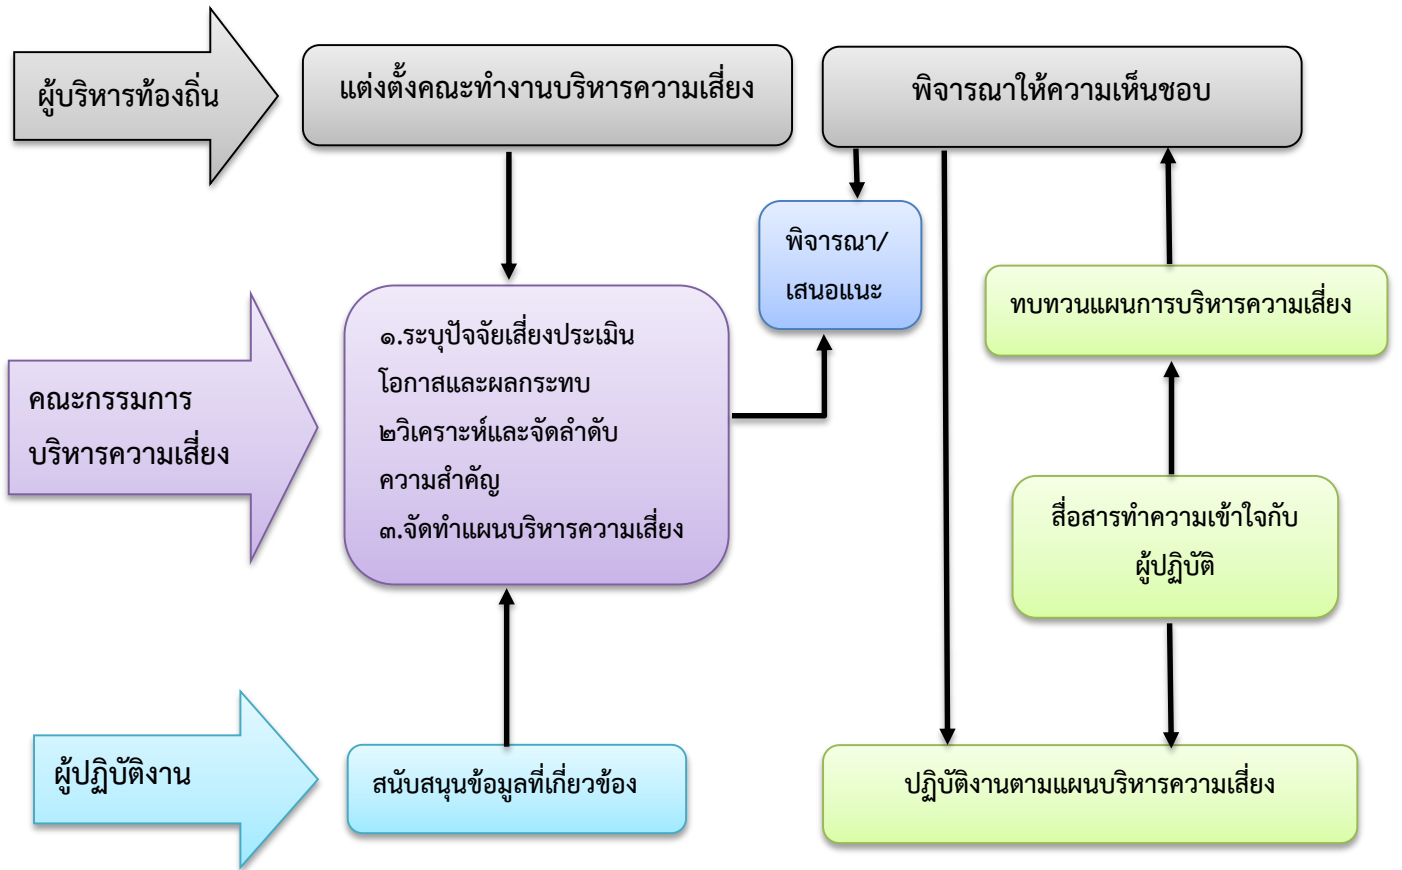 ผู้บริหารท้องถิ่น
แต่งตั้งคณะทำงานบริหารความเสี่ยง
พิจารณาให้ความเห็นชอบ
พิจารณา/
เสนอแนะ
ทบทวนแผนการบริหารความเสี่ยง
คณะกรรมการ
บริหารความเสี่ยง
๑.ระบุปัจจัยเสี่ยงประเมิน
โอกาสและผลกระทบ
๒วิเคราะห์และจัดลำดับ
ความสำคัญ
๓.จัดทำแผนบริหารความเสี่ยง
สื่อสารทำความเข้าใจกับ
ผู้ปฏิบัติ
ผู้ปฏิบัติงาน
สนับสนุนข้อมูลที่เกี่ยวข้อง
ปฏิบัติงานตามแผนบริหารความเสี่ยง